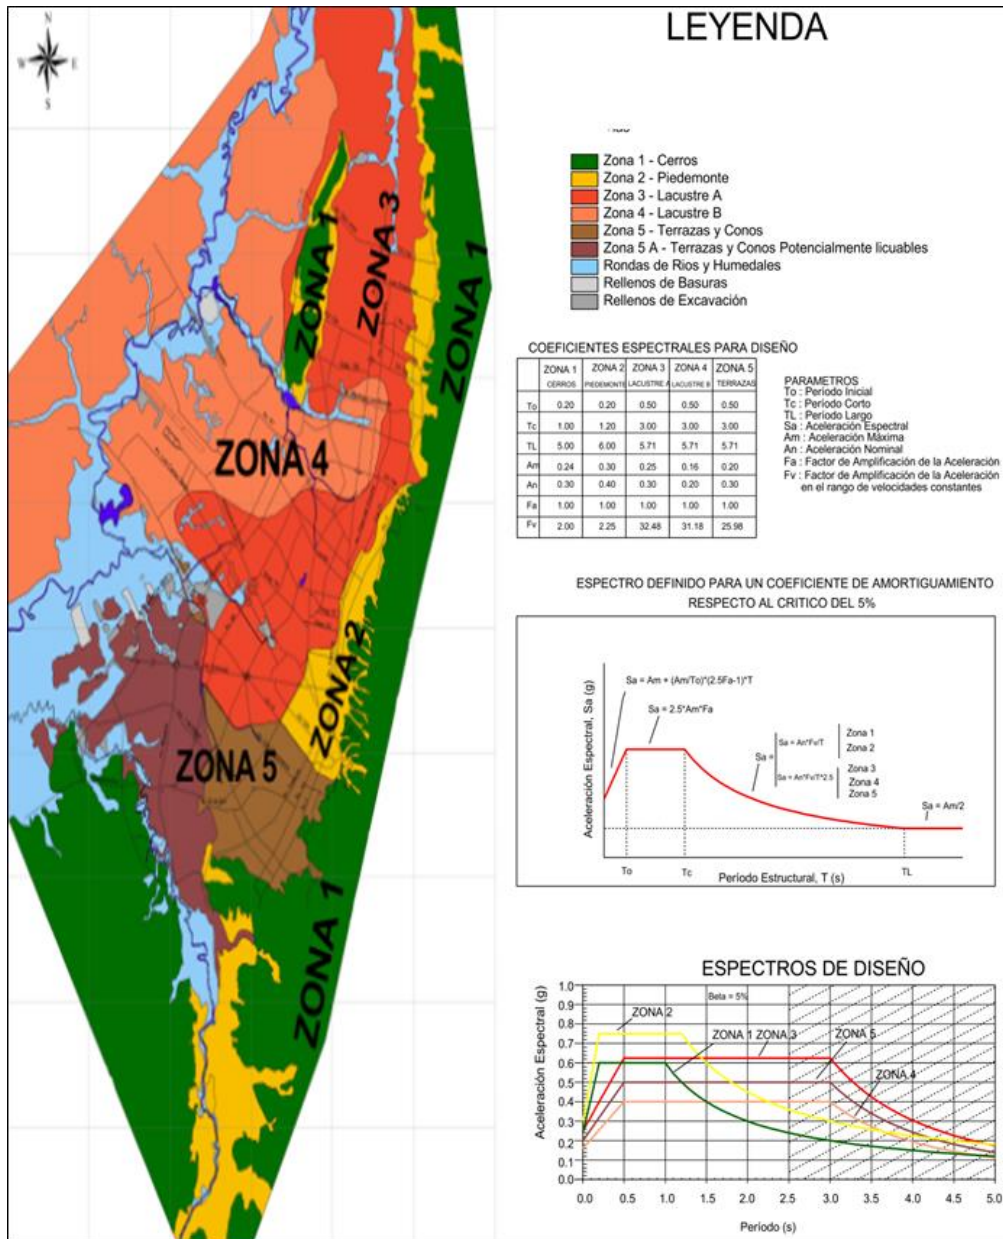 N
W E
S
ZONA 1
ZONA 3
ZONA 1
ZONA 4
ZONA 2
ZONA 5
ZONA 1
LEYENDA
Zona 1 - Cerros
Zona 2 - Piedemonte
Zona 3 - Lacustre A
Zona 4 - Lacustre B
Zona 5 - Terrazas y Conos
Zona 5 A - Terrazas y Conos Potencialmente licuables
Rondas de Rios y Humedales
Rellenos de Basuras
Rellenos de Excavación
COEFICIENTES ESPECTRALES PARA DISEÑO
ZONA 1 ZONA 2 ZONA 3 ZONA 4 ZONA 5
CERROS PIEDEMONTE LACUSTRE A LACUSTRE B TERRAZAS
To 0.20 0.20 0.50 0.50 0.50
Tc 1.00 1.20 3.00 3.00 3.00
TL 5.00 6.00 5.71 5.71 5.71
Am 0.24 0.30 0.25 0.16 0.20
An 0.30 0.40 0.30 0.20 0.30
Fa 1.00 1.00 1.00 1.00 1.00
Fv 2.00 2.25 32.48 31.18 25.98
PARAMETROS
To : Período Inicial
Tc : Período Corto
TL : Período Largo
Sa : Aceleración Espectral
Am : Aceleración Máxima
An : Aceleración Nominal
Fa : Factor de Amplificación de la Aceleración
Fv : Factor de Amplificación de la Aceleración
en el rango de velocidades constantes
ESPECTRO DEFINIDO PARA UN COEFICIENTE DE AMORTIGUAMIENTO
RESPECTO AL CRITICO DEL 5%
Aceleración Espectral, Sa (g)
Sa = Am + (Am/To)*(2.5Fa-1)*T
Sa = 2.5*Am*Fa
Sa =
Sa = An*Fv/T
Zona 1
Zona 2
Sa = An*Fv/T^2.5
Zona 3
Zona 4
Zona 5
Sa = Am/2
To Tc TL
Período Estructural, T (s)
ESPECTROS DE DISEÑO
Aceleración Espectral (g)
1.0
0.9
0.8
0.7
0.6
0.5
0.4
0.3
0.2
0.1
0.0
Beta = 5%
ZONA 2
ZONA 1 ZONA 3
ZONA 5
ZONA 4
0.0 0.5 1.0 1.5 2.0 2.5 3.0 3.5 4.0 4.5 5.0
Período (s)